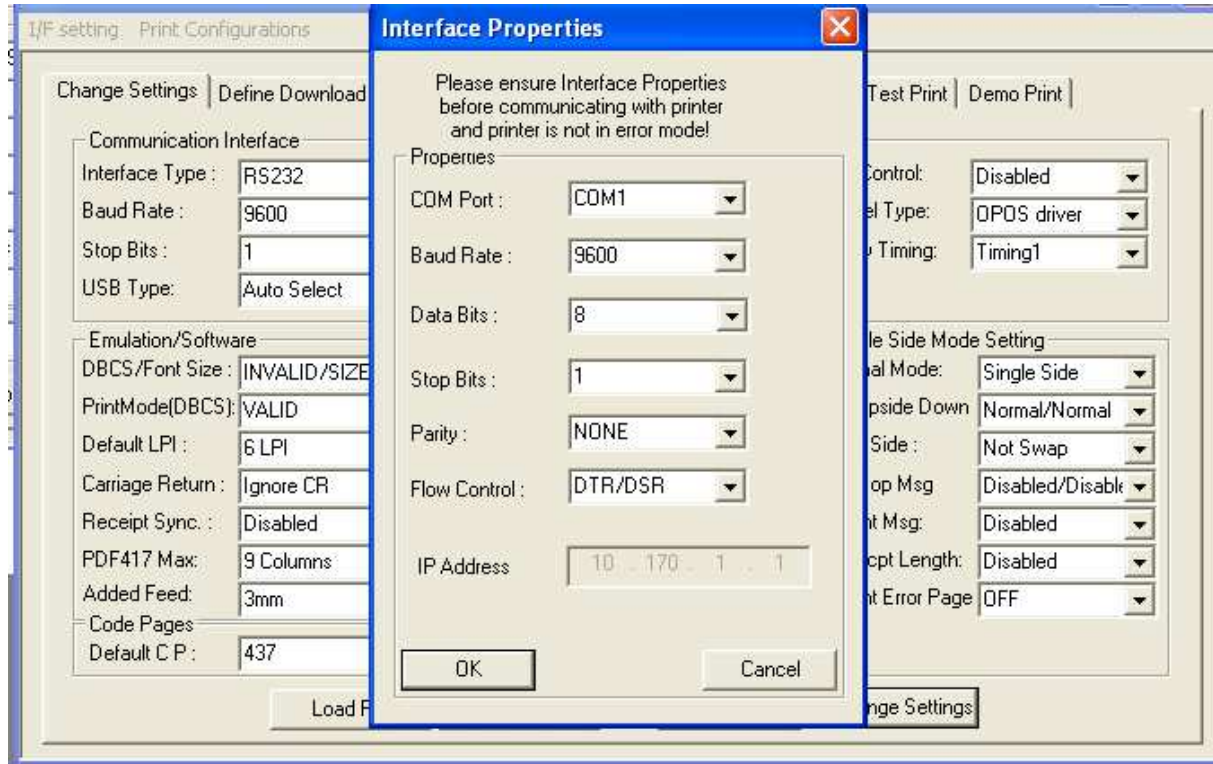 I/F setting Print Configurations
Interface Properties
Change Settings
Define Download
Test Print
Demo Print
Please ensure Interface Properties
before communicating with printer
and printer is not in error mode!
Communication Interface
Interface Type : RS232
Baud Rate : 9600
Stop Bits : 1
USB Type: Auto Select
Emulation/Software
DBCS/Font Size : INVALID/SIZE
PrintMode(DBCS): VALID
Default LPI : 6 LPI
Carriage Return : Ignore CR
Receipt Sync. : Disabled
PDF417 Max: 9 Columns
Added Feed: 3mm
Code Pages
Default C P : 437
Load
Properties
COM Port : COM1
Baud Rate : 9600
Data Bits : 8
Stop Bits : 1
Parity : NONE
Flow Control : DTR/DSR
IP Address 10 . 170 . 1 . 1
OK
Cancel
Control: Disabled
Type: OPOS driver
Timing: Timing1
Side Mode Setting
Mode: Single Side
Down Normal/Normal
Side : Not Swap
op Msg Disabled/Disable
Msg: Disabled
Length: Disabled
Error Page OFF
Settings